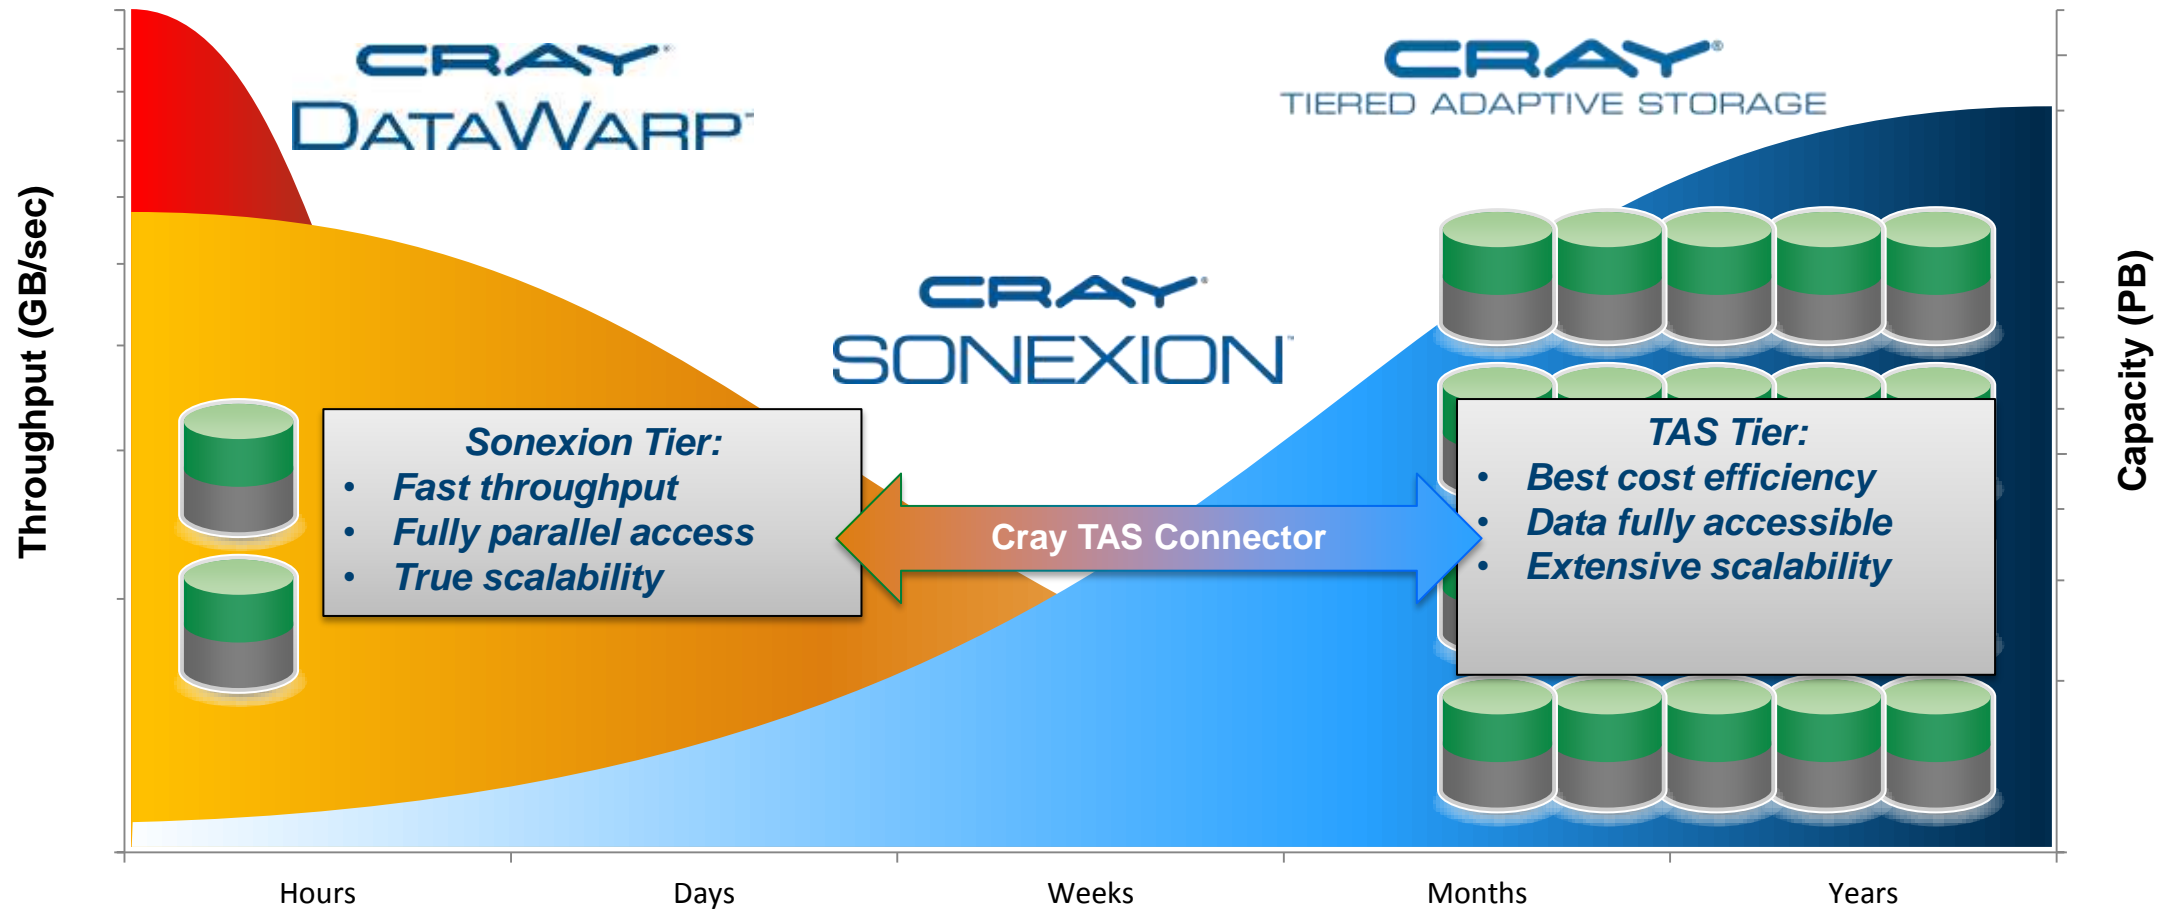 CRAY®
DATAWARP™
CRAY®
TIERED ADAPTIVE STORAGE
Throughput (GB/sec)
Capacity (PB)
CRAY®
SONEXION™
Sonexion Tier:
• Fast throughput
• Fully parallel access
• True scalability
Cray TAS Connector
TAS Tier:
• Best cost efficiency
• Data fully accessible
• Extensive scalability
Hours
Days
Weeks
Months
Years